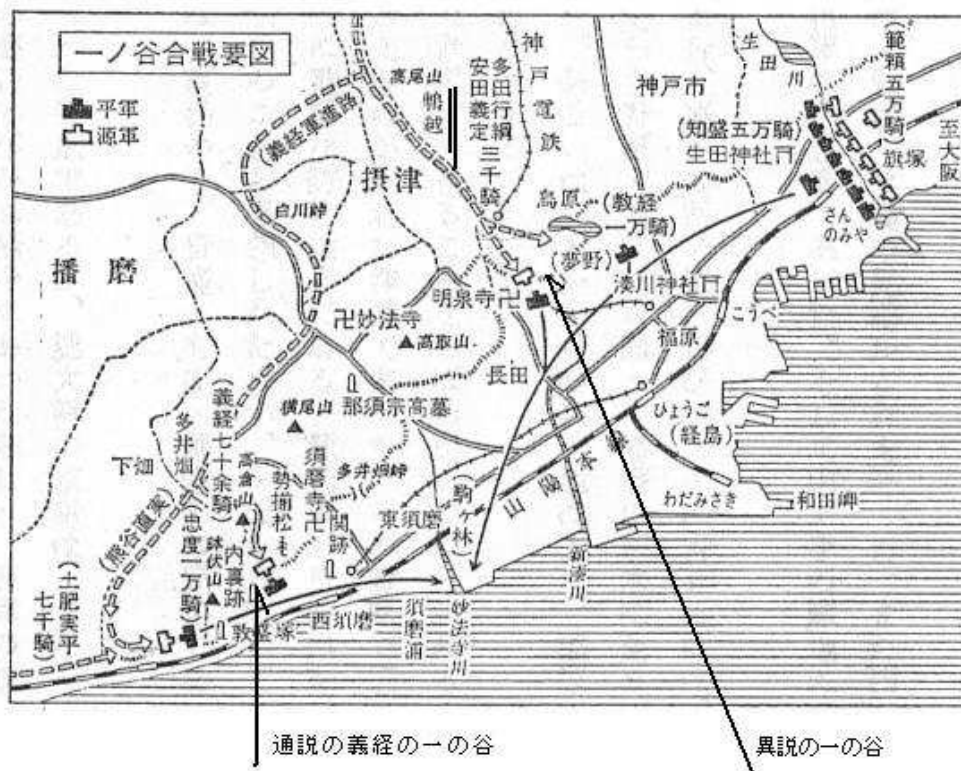 一ノ谷合戦要図
平軍
源軍
高尾山
鵯越
多田行綱
安田義定
三千騎
神戸電鉄
神戸市
生田川
(範頼五万騎)
至大阪
(知盛五万騎)
生田神社
旗塚
さんのみや
(義経軍進路)
摂津
白川峠
播磨
烏原
(教経一万騎)
(夢野)
湊川神社
明泉寺
こうべ
福原
妙法寺
高取山
長田
ひょうご
(経島)
わだみさき
和田岬
横尾山
那須宗高墓
多井畑
下畑
(義経七十余騎)
高倉山
勢揃松
須磨寺
多井畑峠
関跡
東須磨
(駒ヶ林)
山陽本線
新湊川
(熊谷直実)
(忠度一万騎)
鉢伏山
内裏跡
(土肥実平七千騎)
敦盛塚
西須磨
須磨浦
妙法寺川
通説の義経の一の谷
異説の一の谷